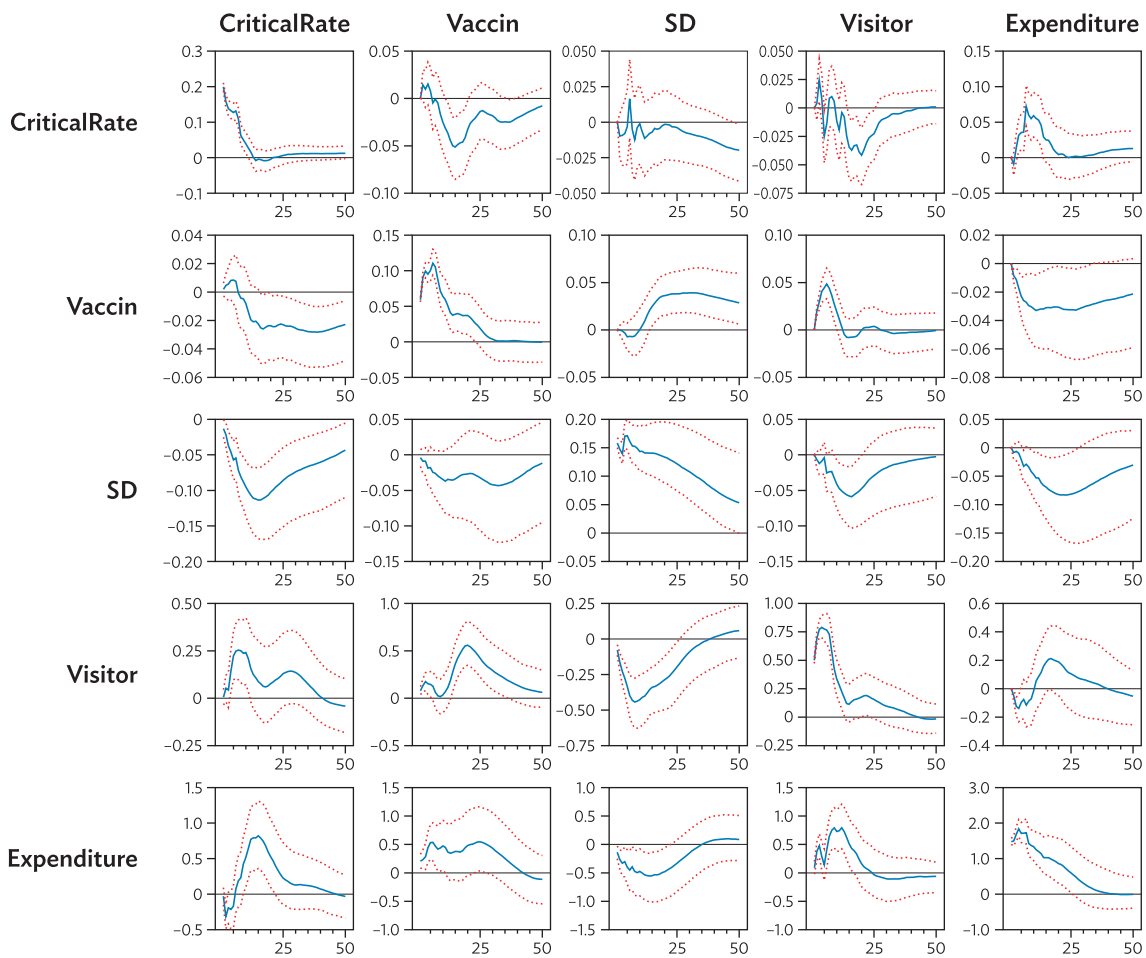 CriticalRate Vaccin SD Visitor Expenditure
CriticalRate
0.3 0.2 0.1 0 −0.1
25 50
0.05 0 −0.05 −0.10
25 50
0.050 0.025 0 −0.025 −0.050
25 50
0.050 0.025 0 −0.025 −0.050 −0.075
25 50
0.15 0.10 0.05 0 −0.05
25 50
Vaccin
0.04 0.02 0 −0.02 −0.04 −0.06
25 50
0.15 0.10 0.05 0 −0.05
25 50
0.10 0.05 0 −0.05
25 50
0.10 0.05 0 −0.05
25 50
0.02 0 −0.02 −0.04 −0.06 −0.08
25 50
SD
0 −0.05 −0.10 −0.15 −0.20
25 50
0.05 0 −0.05 −0.10 −0.15
25 50
0.20 0.15 0.10 0.05 0 −0.05
25 50
0.05 0 −0.05 −0.10 −0.15
25 50
0.05 0 −0.05 −0.10 −0.15 −0.20
25 50
Visitor
0.50 0.25 0 −0.25
25 50
1.0 0.5 0 −0.5
25 50
0.25 0 −0.25 −0.50 −0.75
25 50
1.00 0.75 0.50 0.25 0 −0.25
25 50
0.6 0.4 0.2 0 −0.2 −0.4
25 50
Expenditure
1.5 1.0 0.5 0 −0.5
25 50
1.5 1.0 0.5 0 −0.5 −1.0
25 50
1.0 0.5 0 −0.5 −1.0 −1.5
25 50
1.5 1.0 0.5 0 −0.5 −1.0
25 50
3.0 2.0 1.0 0 −1.0
25 50